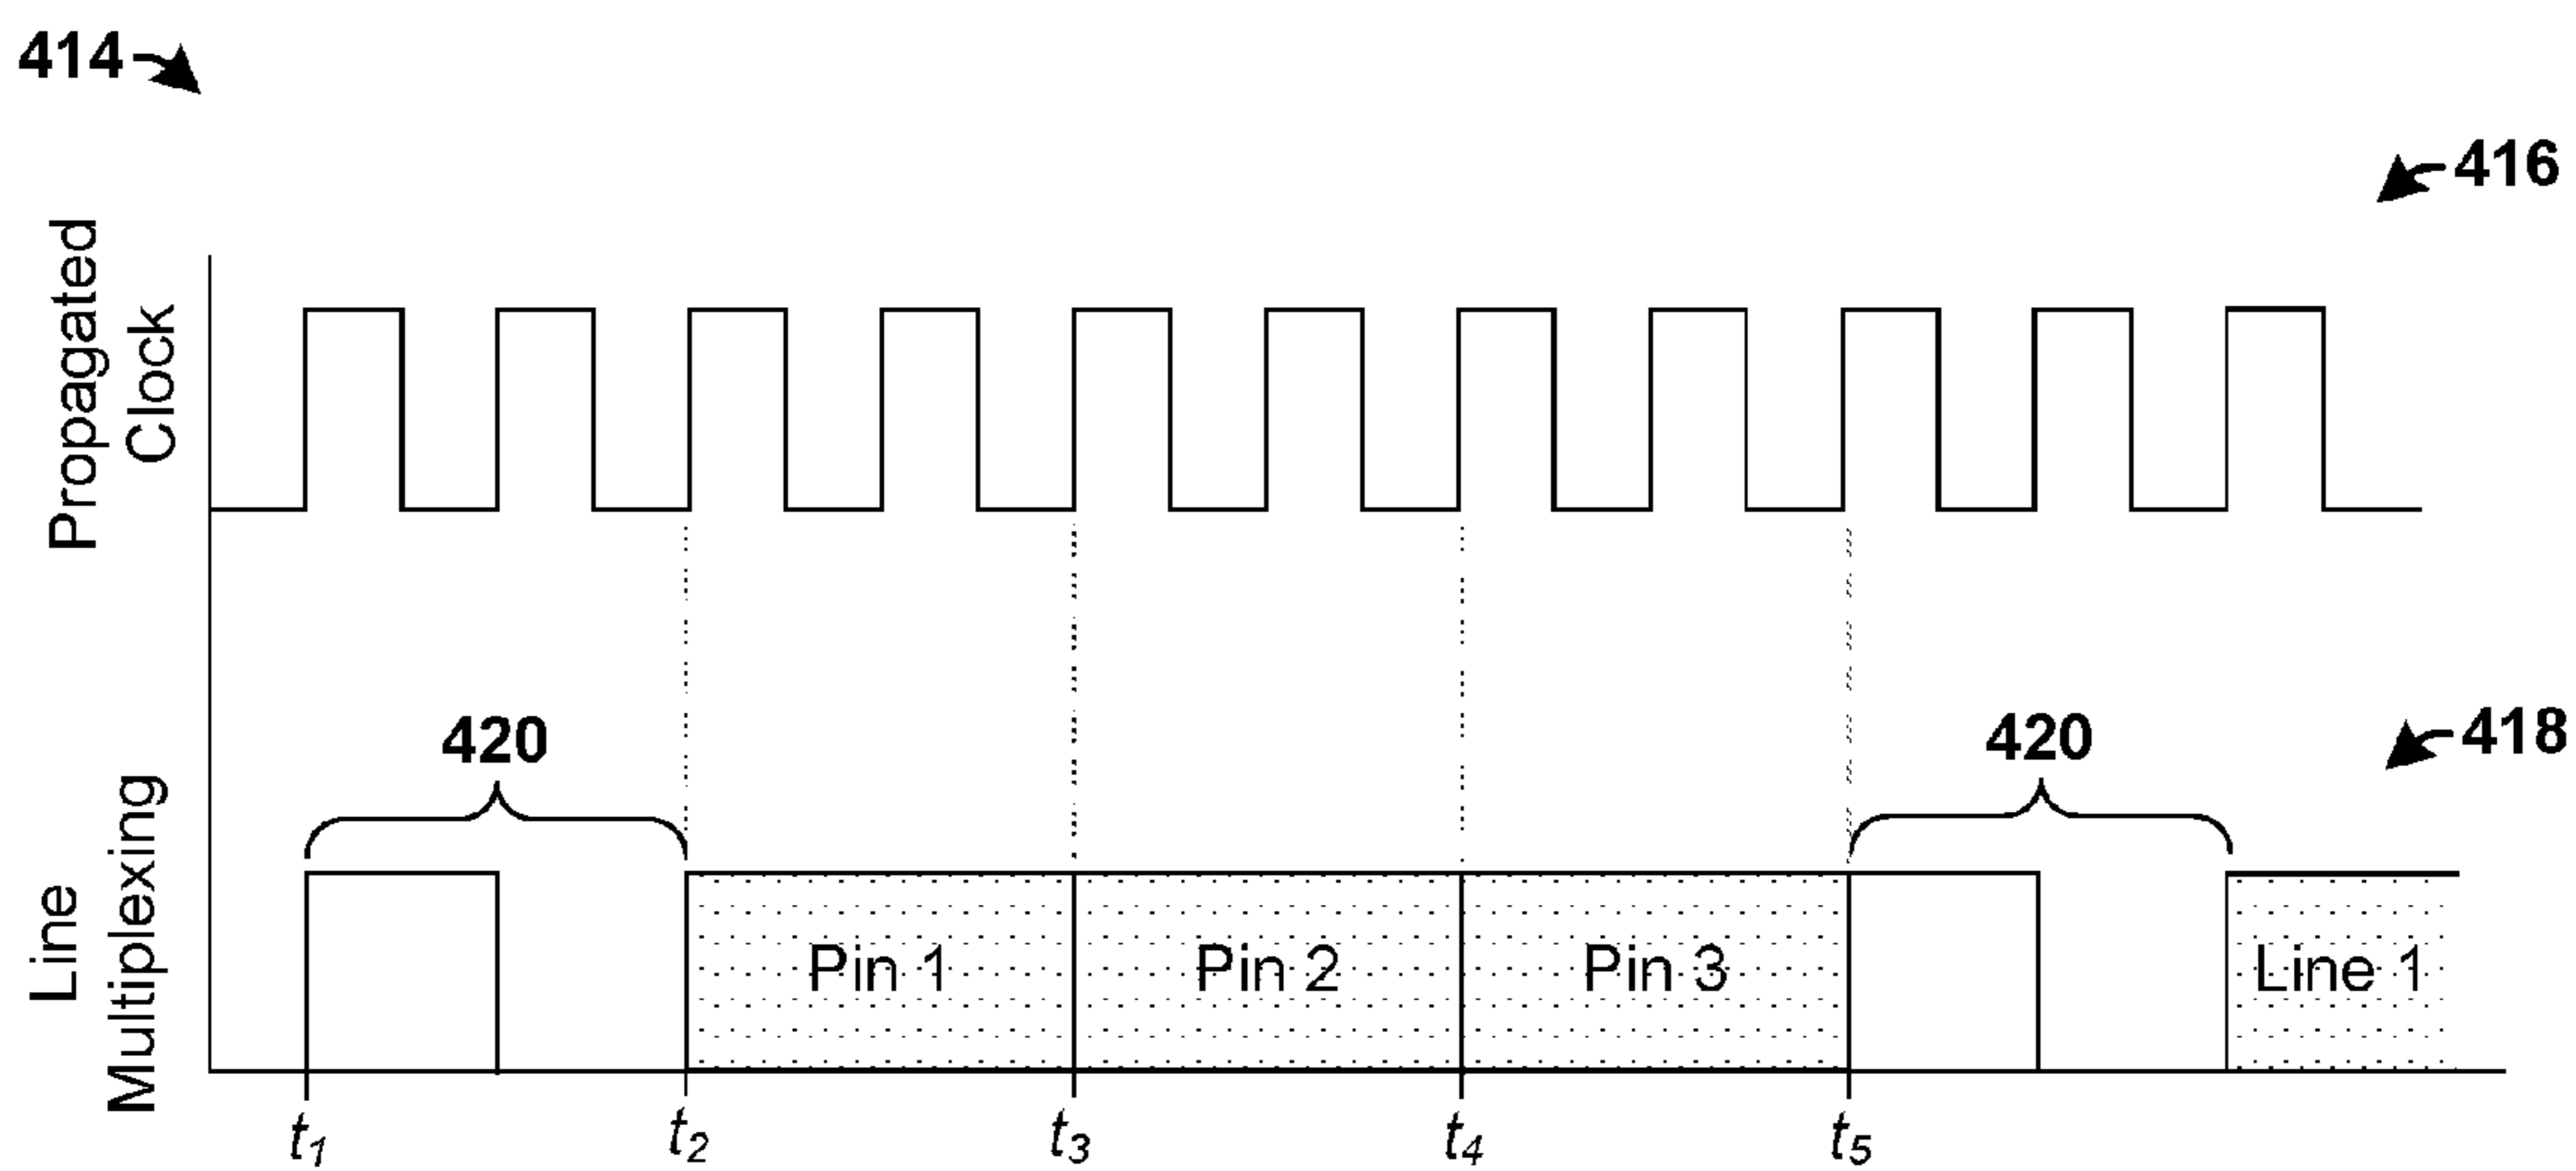 414
416
Propagated
Clock
420
420
418
Line
Multiplexing
Pin 1
Pin 2
Pin 3
Line 1
t1
t2
t3
t4
t5